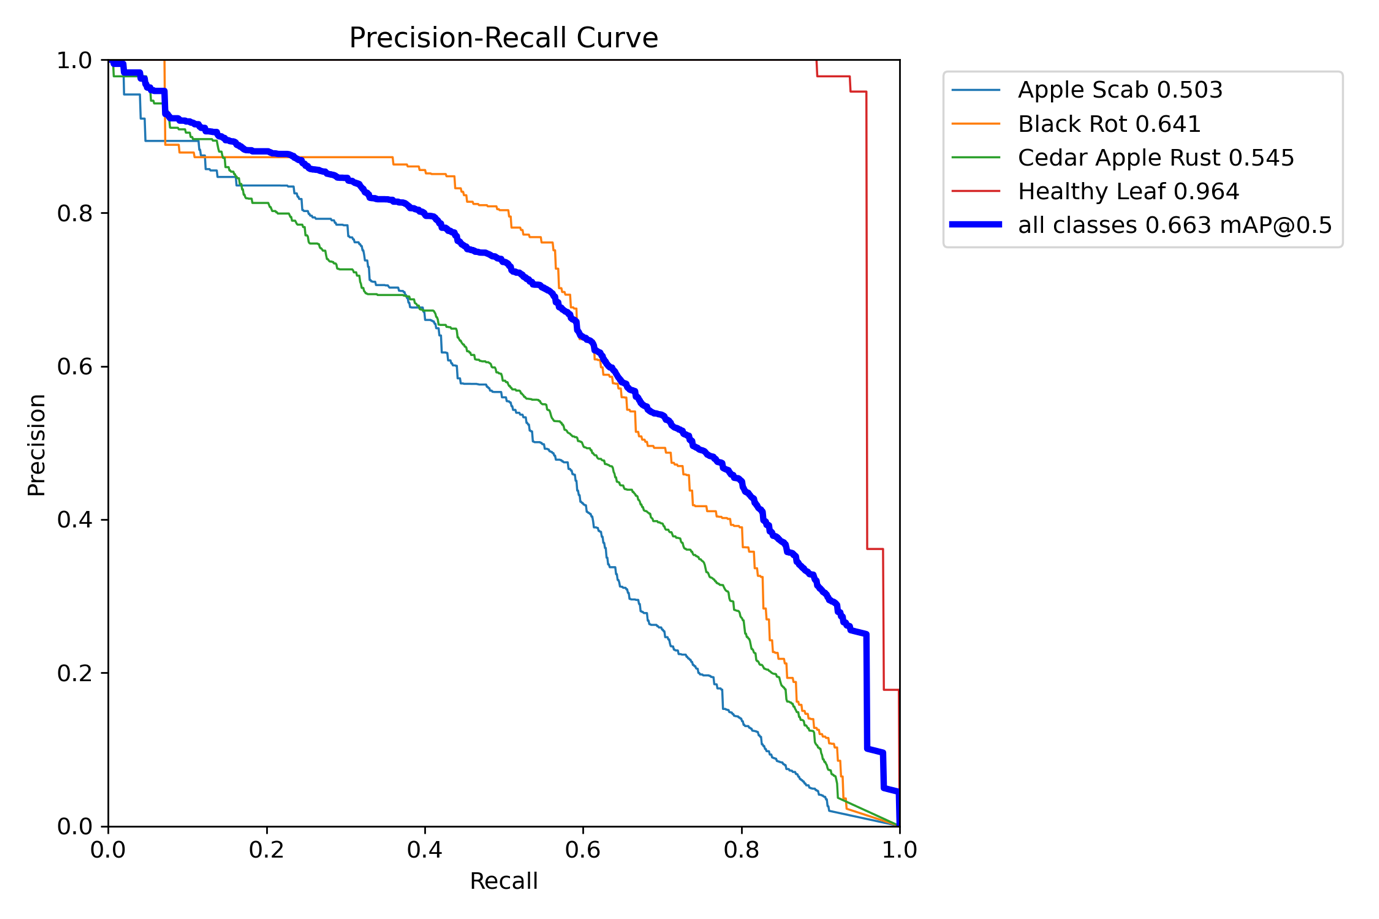 Precision-Recall Curve
1.0
0.8
0.6
0.4
0.2
0.0
Precision
0.0 0.2 0.4 0.6 0.8 1.0
Recall
Apple Scab 0.503
Black Rot 0.641
Cedar Apple Rust 0.545
Healthy Leaf 0.964
all classes 0.663 mAP@0.5